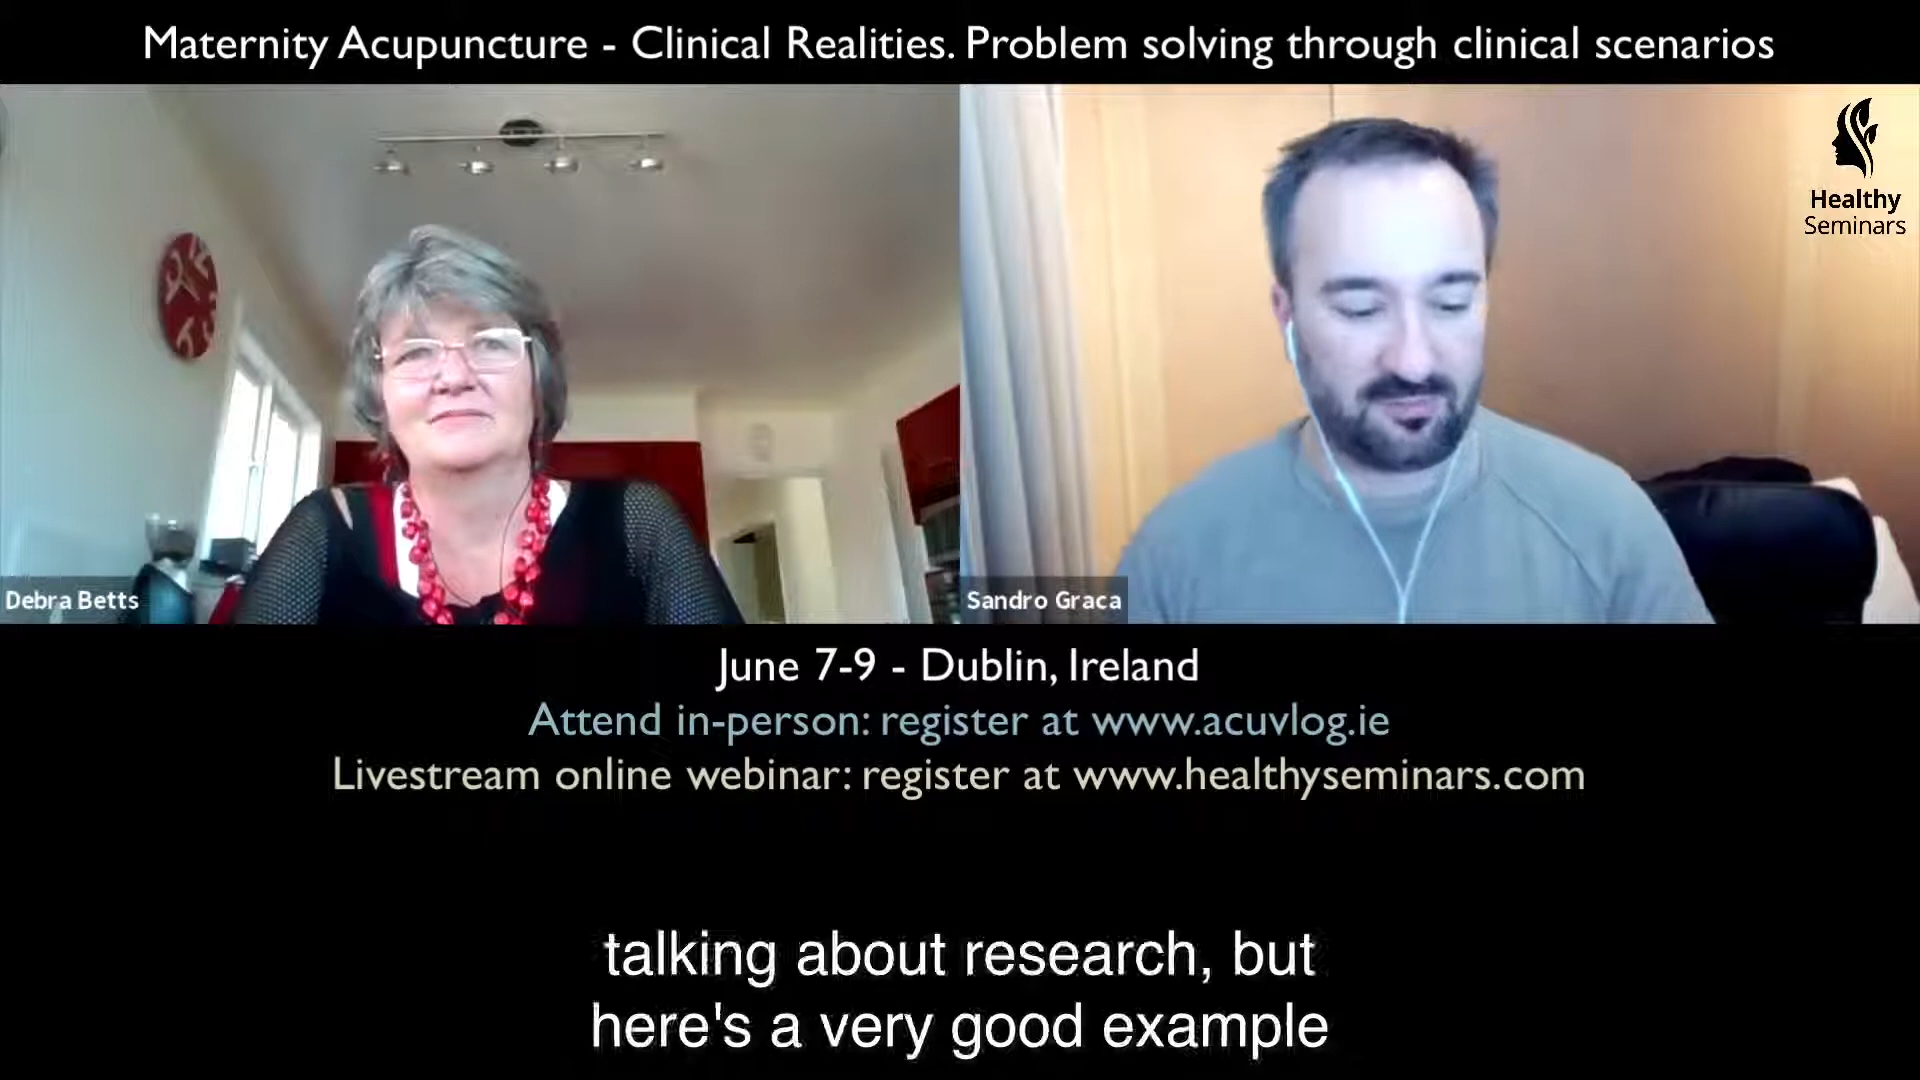 Maternity Acupuncture - Clinical Realities. Problem solving through clinical scenarios
Healthy
Seminars
Debra Betts
Sandro Graca
June 7-9 - Dublin, Ireland
Attend in-person: register at www.acuvlog.ie
Livestream online webinar: register at www.healthyseminars.com
talking about research, but
here's a very good example